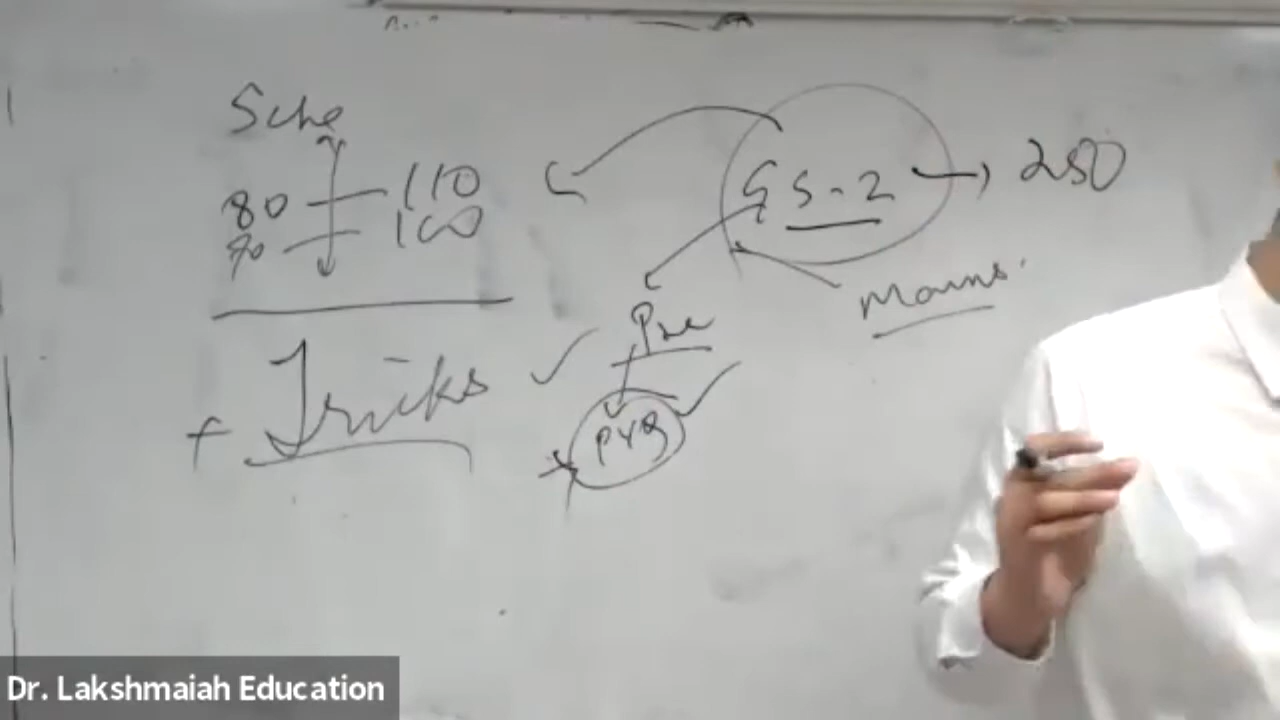 Sche
80 110
90 100
GS-2 → 250
Mains.
Pre
+ Tricks ✓
PYQ ✓
Dr. Lakshmaiah Education